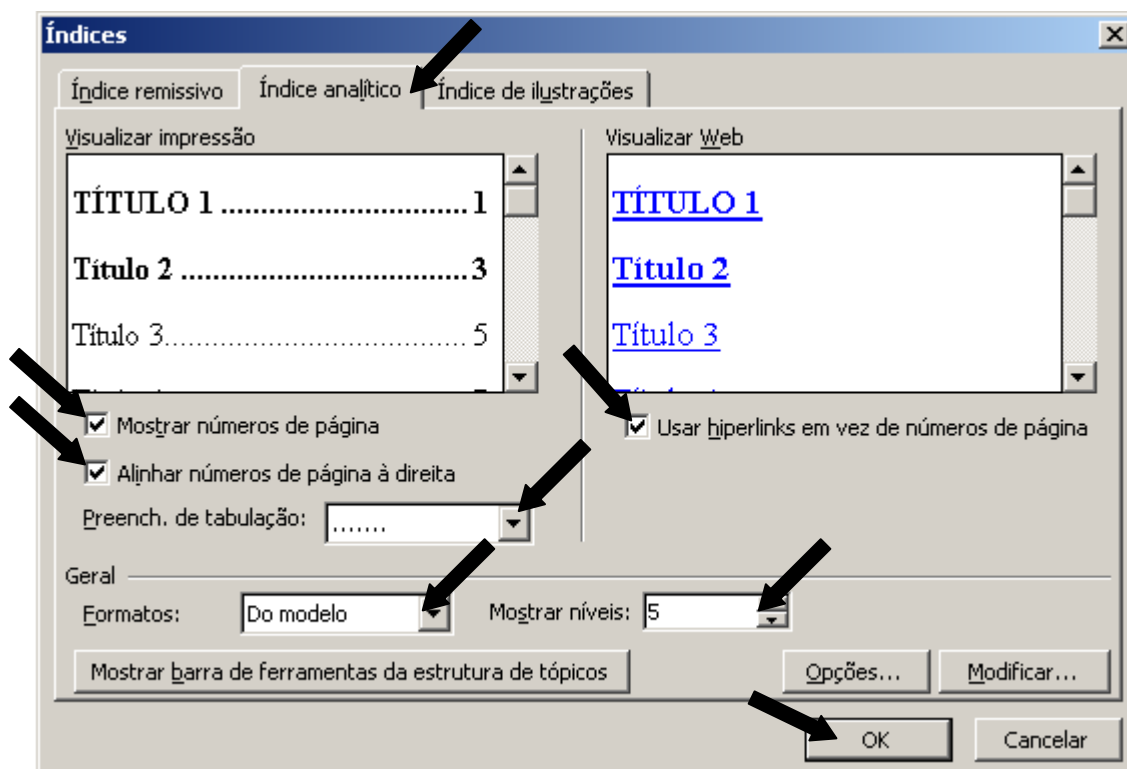 Índices
Índice remissivo Índice analítico Índice de ilustrações
Visualizar impressão
TÍTULO 1 ................................ 1
Título 2 ................................ 3
Título 3................................ 5
Visualizar Web
TÍTULO 1
Título 2
Título 3
Mostrar números de página
Alinhar números de página à direita
Preench. de tabulação: .......
Usar hiperlinks em vez de números de página
Geral
Formatos: Do modelo Mostrar níveis: 5
Mostrar barra de ferramentas da estrutura de tópicos Opções... Modificar...
OK Cancelar